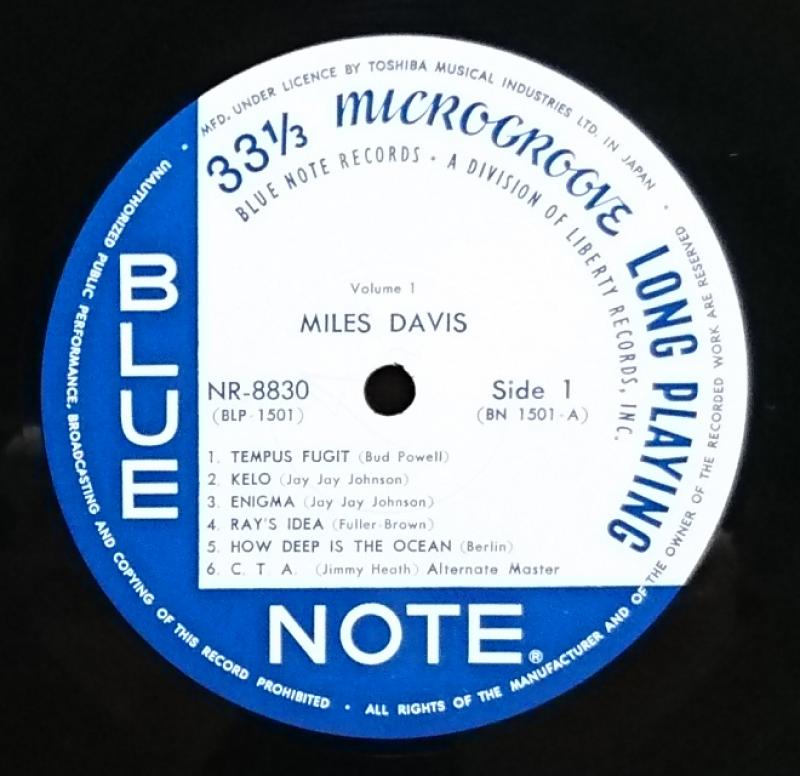 MFD. UNDER LICENCE BY TOSHIBA MUSICAL INDUSTRIES LTD. IN JAPAN •
33⅓ MICROGROOVE LONG PLAYING
BLUE NOTE RECORDS • A DIVISION OF LIBERTY RECORDS, INC.
Volume 1
MILES DAVIS
NR-8830
(BLP-1501)
Side 1
(BN 1501-A)
1. TEMPUS FUGIT (Bud Powell)
2. KELO (Jay Jay Johnson)
3. ENIGMA (Jay Jay Johnson)
4. RAY'S IDEA (Fuller-Brown)
5. HOW DEEP IS THE OCEAN (Berlin)
6. C. T. A. (Jimmy Heath) Alternate Master
BLUE
NOTE®
ALL RIGHTS OF THE MANUFACTURER AND OF THE OWNER OF THE RECORDED WORK ARE RESERVED
• UNAUTHORIZED PUBLIC PERFORMANCE, BROADCASTING AND COPYING OF THIS RECORD PROHIBITED •